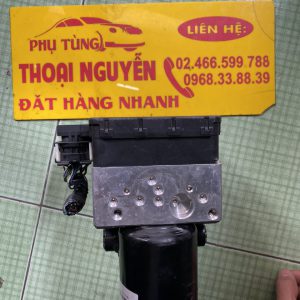 PHỤ TÙNG
THOẠI NGUYỄN
ĐẶT HÀNG NHANH
LIÊN HỆ:
02.466.599.788
0968.33.88.39